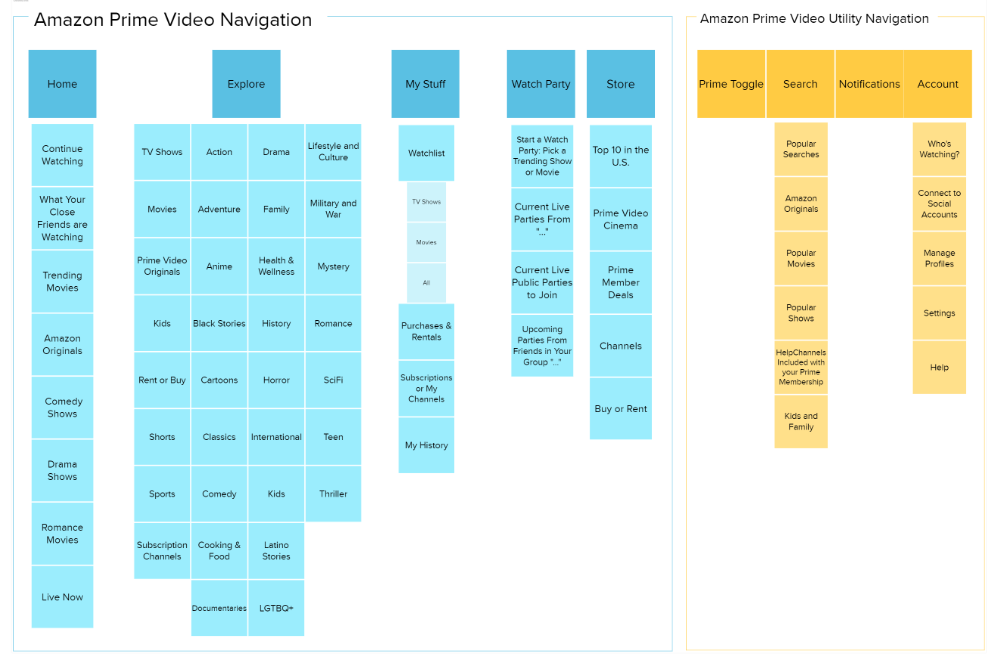 Amazon Prime Video Navigation
Home
Continue
Watching
What Your
Close
Friends are
Watching
Trending
Movies
Amazon
Originals
Comedy
Shows
Drama
Shows
Romance
Movies
Live Now
Explore
TV Shows
Movies
Prime Video
Originals
Kids
Rent or Buy
Shorts
Sports
Subscription
Channels
Action
Adventure
Anime
Black Stories
Cartoons
Classics
Comedy
Cooking &
Food
Documentaries
Drama
Family
Health &
Wellness
History
Horror
International
Kids
Latino
Stories
LGTBQ+
Lifestyle and
Culture
Military and
War
Mystery
Romance
SciFi
Teen
Thriller
My Stuff
Watchlist
TV Shows
Movies
All
Purchases &
Rentals
Subscriptions
or My
Channels
My History
Watch Party
Start a Watch
Party: Pick a
Trending Show
or Movie
Current Live
Parties From
"..."
Current Live
Public Parties
to Join
Upcoming
Parties From
Friends in Your
Group "..."
Store
Top 10 in the
U.S.
Prime Video
Cinema
Prime
Member
Deals
Channels
Buy or Rent
Amazon Prime Video Utility Navigation
Prime Toggle
Search
Popular
Searches
Amazon
Originals
Popular
Movies
Popular
Shows
HelpChannels
Included with
your Prime
Membership
Kids and
Family
Notifications
Account
Who's
Watching?
Connect to
Social
Accounts
Manage
Profiles
Settings
Help